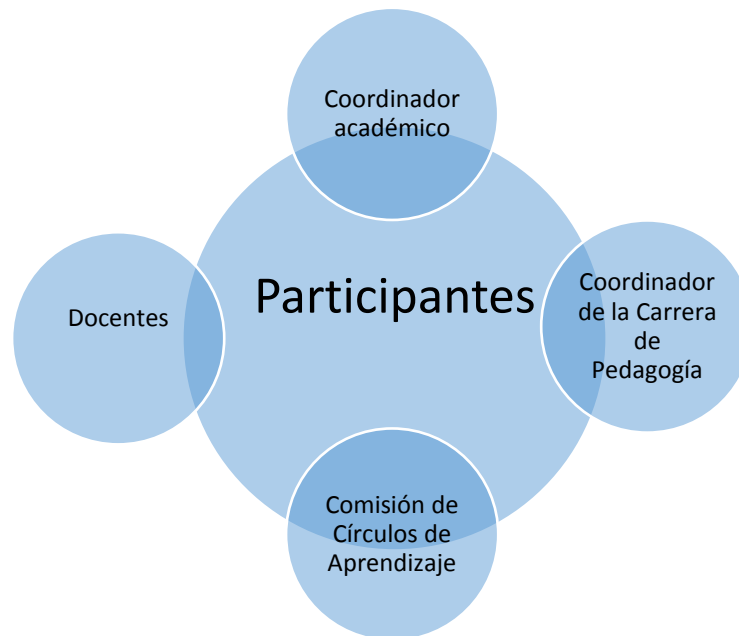 Coordinador
académico
Participantes
Docentes
Coordinador
de la Carrera
de
Pedagogía
Comisión de
Círculos de
Aprendizaje